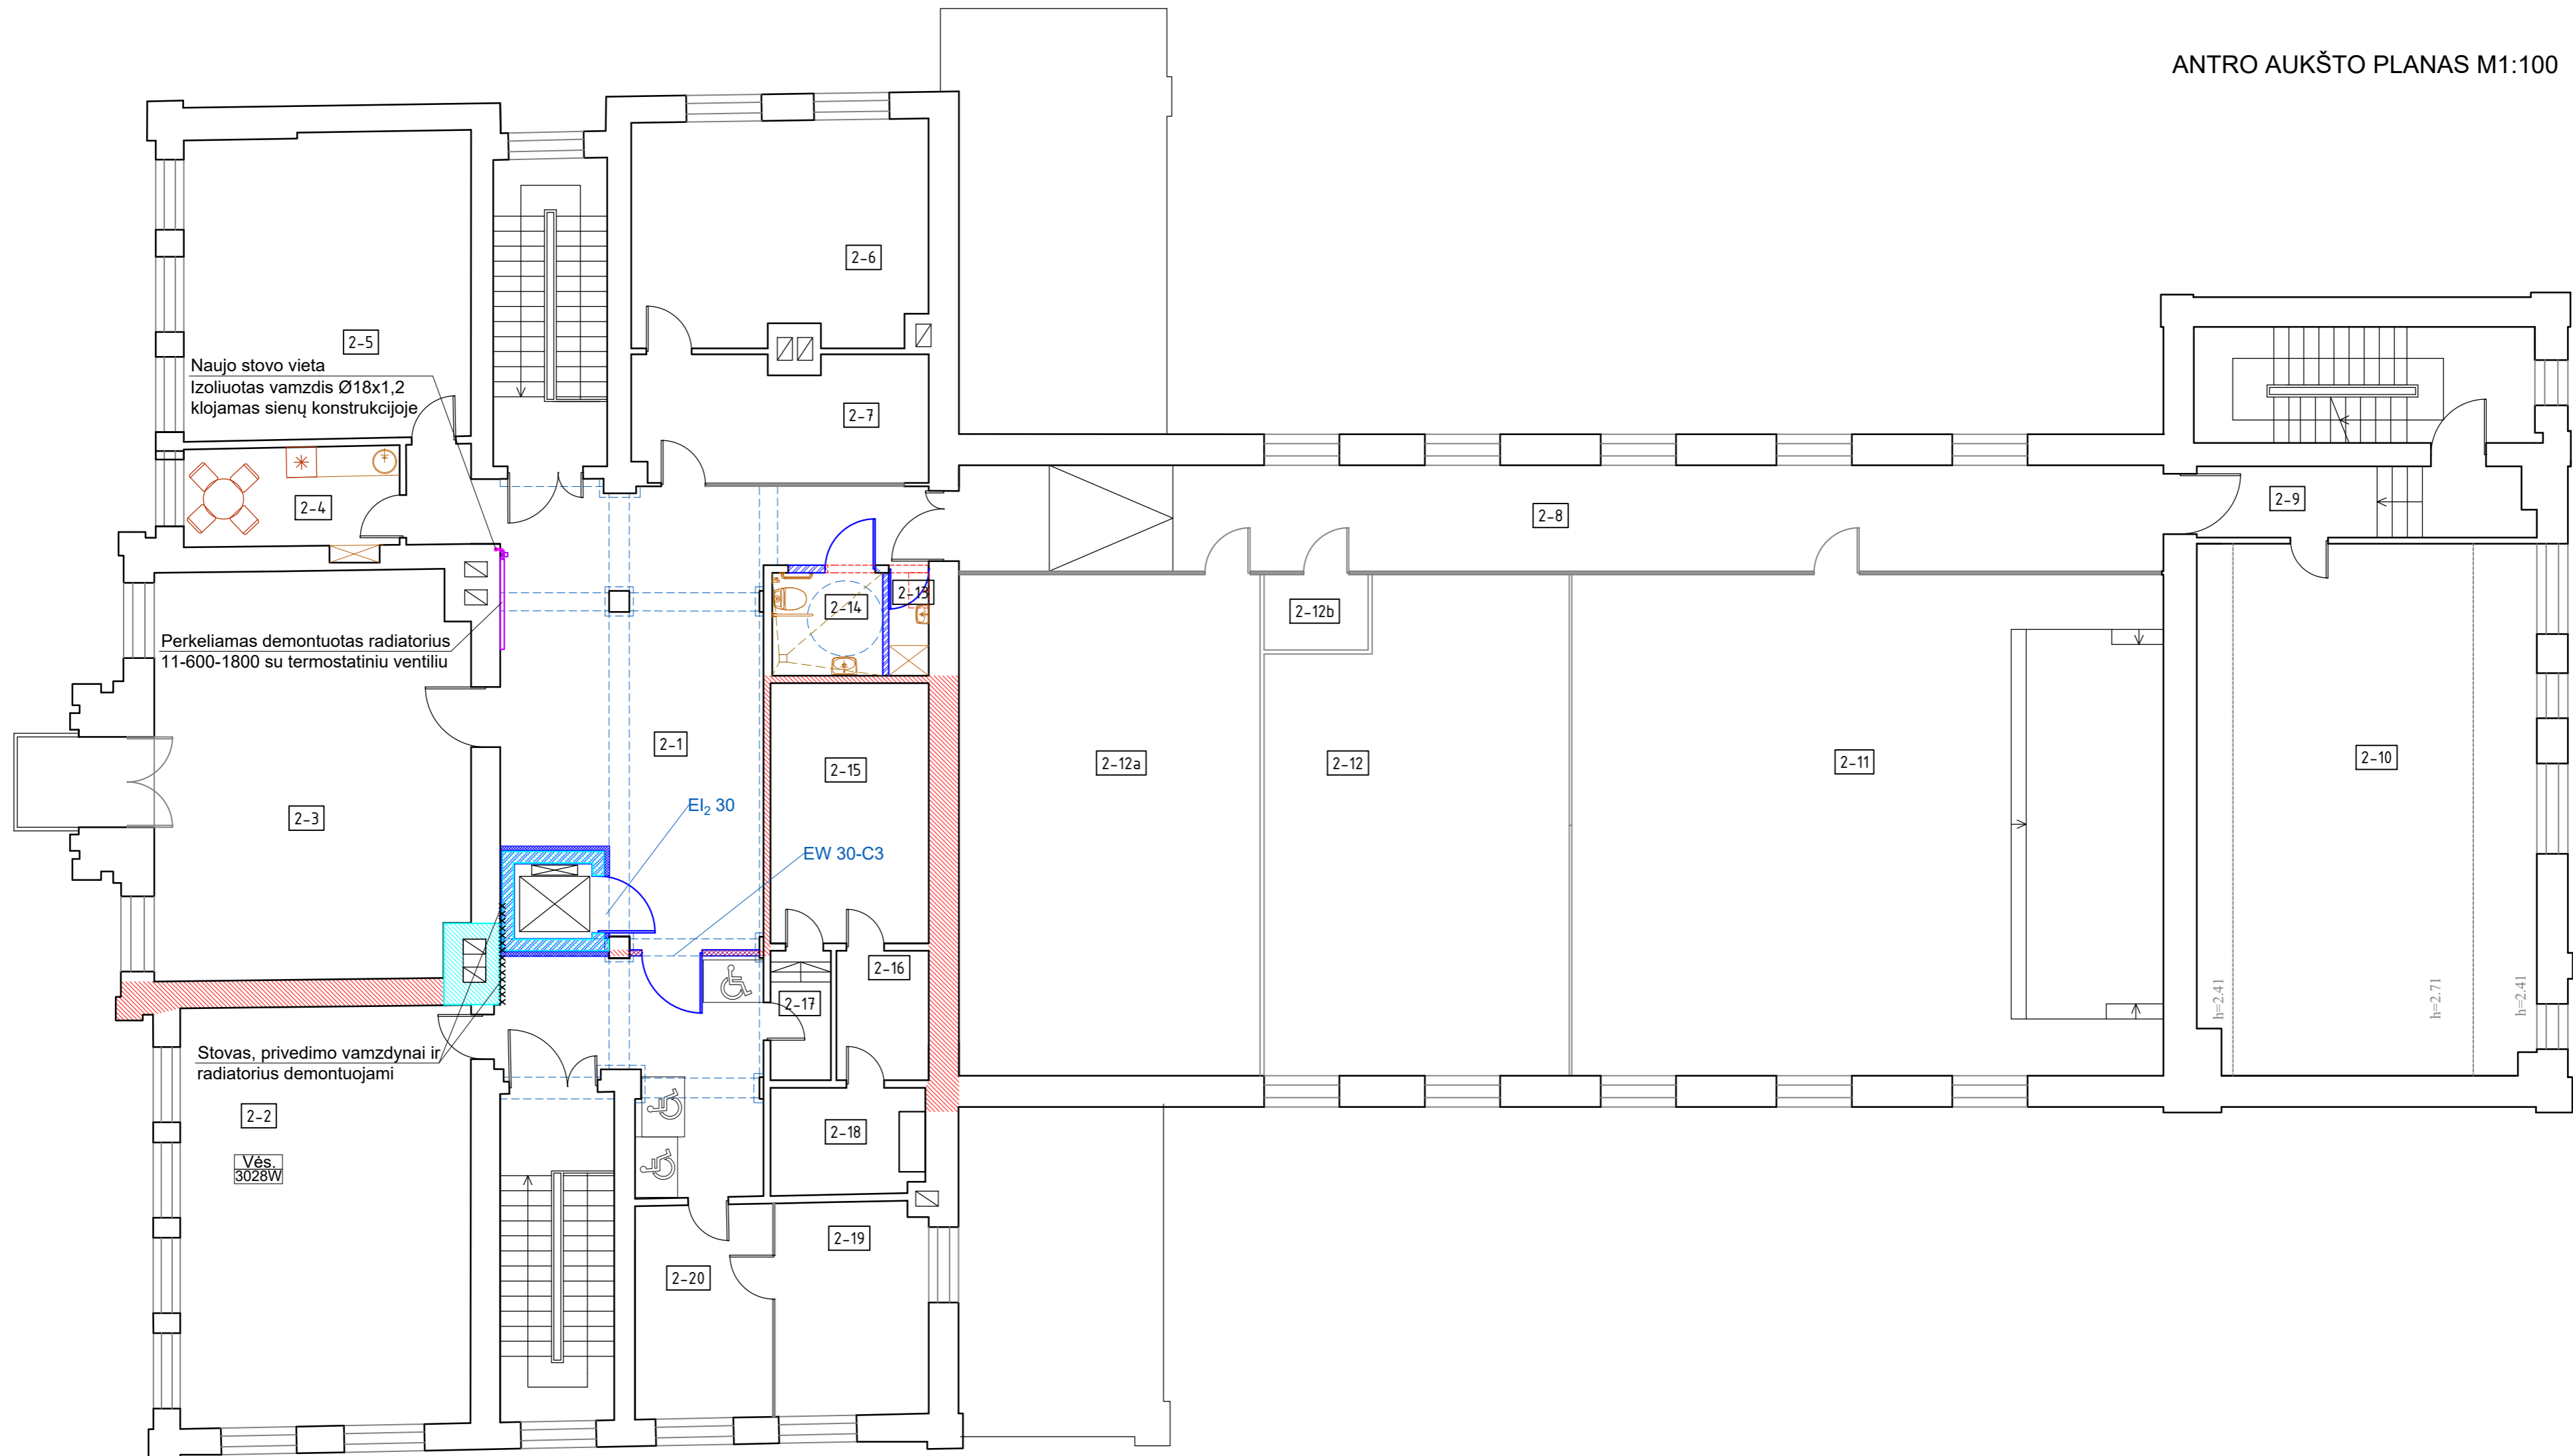 ANTRO AUKŠTO PLANAS M1:100
2-6
2-5
Naujo stovo vieta
Izoliuotas vamzdis Ø18x1,2
klojamas sienų konstrukcijoje
2-7
2-4
2-8
2-9
2-13
2-14
2-12b
Perkeliamas demontuotas radiatorius
11-600-1800 su termostatiniu ventiliu
2-1
2-15
2-12a
2-12
2-11
2-10
EI₂ 30
2-3
EW 30-C3
2-16
2-17
h=2.41
h=2.71
h=2.41
Stovas, privedimo vamzdynai ir
radiatorius demontuojami
2-2
2-18
Vės.
3028W
2-19
2-20